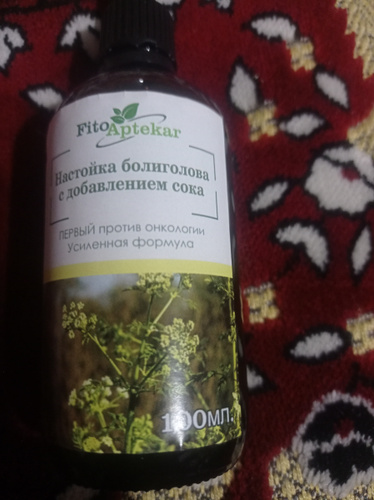 FitoAptekar
Настойка болиголова
с добавлением сока
ПЕРВЫЙ против онкологии
Усиленная формула
100мл.